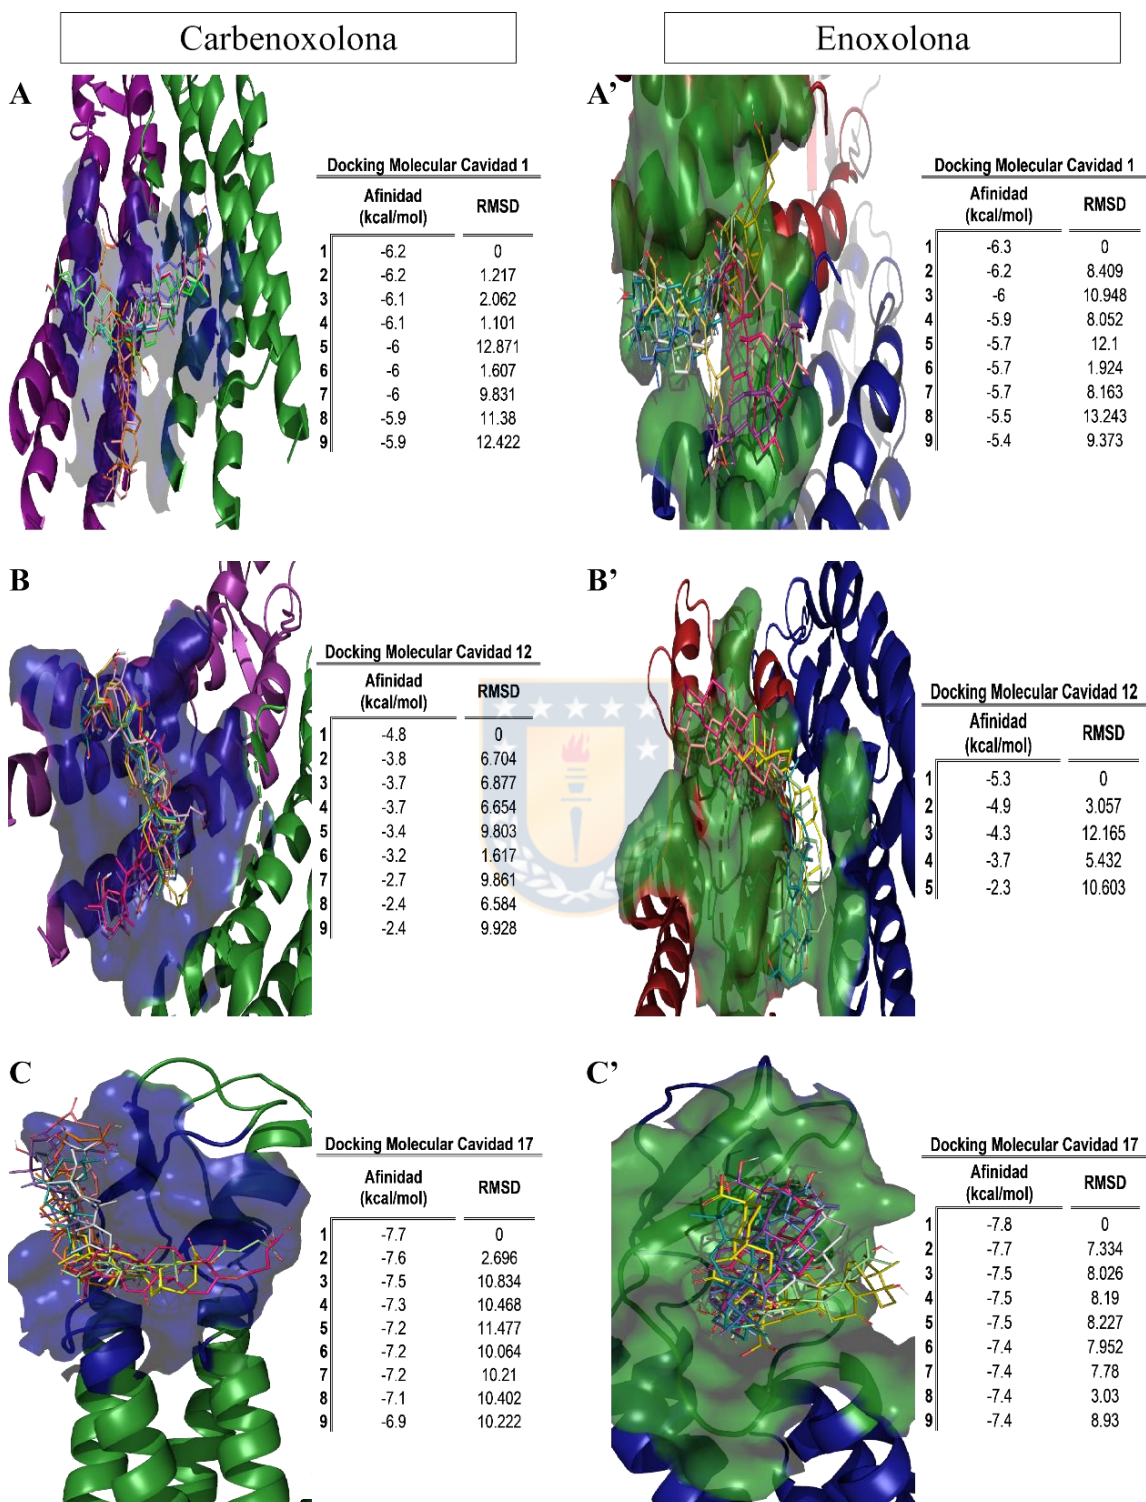 Carbenoxolona
Enoxolona
A
Docking Molecular Cavidad 1
Afinidad (kcal/mol) RMSD
1 -6.2 0
2 -6.2 1.217
3 -6.1 2.062
4 -6.1 1.101
5 -6 12.871
6 -6 1.607
7 -6 9.831
8 -5.9 11.38
9 -5.9 12.422
A’
Docking Molecular Cavidad 1
Afinidad (kcal/mol) RMSD
1 -6.3 0
2 -6.2 8.409
3 -6 10.948
4 -5.9 8.052
5 -5.7 12.1
6 -5.7 1.924
7 -5.7 8.163
8 -5.5 13.243
9 -5.4 9.373
B
Docking Molecular Cavidad 12
Afinidad (kcal/mol) RMSD
1 -4.8 0
2 -3.8 6.704
3 -3.7 6.877
4 -3.7 6.654
5 -3.4 9.803
6 -3.2 1.617
7 -2.7 9.861
8 -2.4 6.584
9 -2.4 9.928
B’
Docking Molecular Cavidad 12
Afinidad (kcal/mol) RMSD
1 -5.3 0
2 -4.9 3.057
3 -4.3 12.165
4 -3.7 5.432
5 -2.3 10.603
C
Docking Molecular Cavidad 17
Afinidad (kcal/mol) RMSD
1 -7.7 0
2 -7.6 2.696
3 -7.5 10.834
4 -7.3 10.468
5 -7.2 11.477
6 -7.2 10.064
7 -7.2 10.21
8 -7.1 10.402
9 -6.9 10.222
C’
Docking Molecular Cavidad 17
Afinidad (kcal/mol) RMSD
1 -7.8 0
2 -7.7 7.334
3 -7.5 8.026
4 -7.5 8.19
5 -7.5 8.227
6 -7.4 7.952
7 -7.4 7.78
8 -7.4 3.03
9 -7.4 8.93